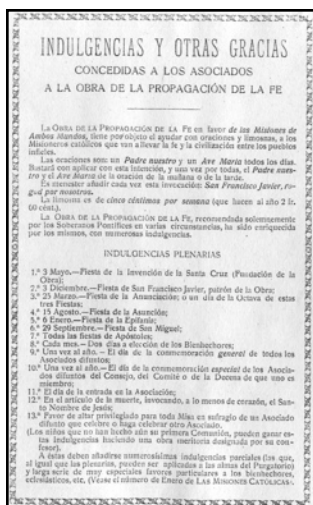 INDULGENCIAS Y OTRAS GRACIAS
CONCEDIDAS A LOS ASOCIADOS
A LA OBRA DE LA PROPAGACIÓN DE LA FE
LA OBRA DE LA PROPAGACIÓN DE LA FE en favor de las Misiones de
Ambos Mundos, tiene por objeto el ayudar con oraciones y limosnas, a los
Misioneros católicos que van a llevar la fe y la civilización entre los pueblos
infieles.
Las oraciones son: un Padre nuestro y un Ave María todos los días.
Bastará con aplicar con esta intención, y una vez por todas, el Padre nues-
tro y el Ave María de la oración de la mañana o de la tarde.
Es menester añadir cada vez esta invocación: San Francisco Javier, ro-
gad por nosotros.
La limosna es de cinco céntimos por semana (que hacen al año 2 fr.
60 cént.).
LA OBRA DE LA PROPAGACIÓN DE LA FE, recomendada solemnemente
por los Soberanos Pontífices en varias circunstancias, ha sido enriquecida
por los mismos, con numerosas indulgencias.
INDULGENCIAS PLENARIAS
1.ª 3 Mayo.—Fiesta de la Invención de la Santa Cruz (Fundación de la
Obra);
2.ª 3 Diciembre.—Fiesta de San Francisco Javier, patrón de la Obra;
3.ª 25 Marzo.—Fiesta de la Anunciación; o un día de la Octava de estas
tres Fiestas;
4.ª 15 Agosto.—Fiesta de la Asunción;
5.ª 6 Enero.—Fiesta de la Epifanía;
6.ª 29 Septiembre.—Fiesta de San Miguel;
7.ª Todas las fiestas de Apóstoles;
8.ª Cada mes.—Dos días a elección de los Bienhechores;
9.ª Una vez al año.—El día de la conmemoración general de todos los
Asociados difuntos;
10.ª Una vez al año.—El día de la conmemoración especial de los Asocia-
dos difuntos del Consejo, del Comité o de la Decena de que uno es
miembro;
11.ª El día de la entrada en la Asociación;
12.ª En el artículo de la muerte, invocando, a lo menos de corazón, el San-
to Nombre de Jesús;
13.ª Favor de altar privilegiado para toda Misa en sufragio de un Asociado
difunto que celebre o haga celebrar otro Asociado.
(Los niños que no han hecho aún su primera Comunión, pueden ganar es-
tas indulgencias haciendo una obra meritoria designada por su con-
fesor).
A éstas deben añadirse numerosísimas indulgencias parciales (las que,
al igual que las plenarias, pueden ser aplicadas a las almas del Purgatorio)
y larga serie de muy especiales favores particulares a los bienhechores,
eclesiásticos, etc. (Véase el número de Enero de LAS MISIONES CATÓLICAS).